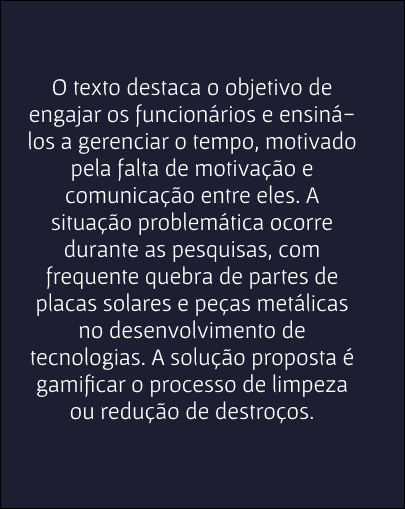 O texto destaca o objetivo de
engajar os funcionários e ensiná-
los a gerenciar o tempo, motivado
pela falta de motivação e
comunicação entre eles. A
situação problemática ocorre
durante as pesquisas, com
frequente quebra de partes de
placas solares e peças metálicas
no desenvolvimento de
tecnologias. A solução proposta é
gamificar o processo de limpeza
ou redução de destroços.